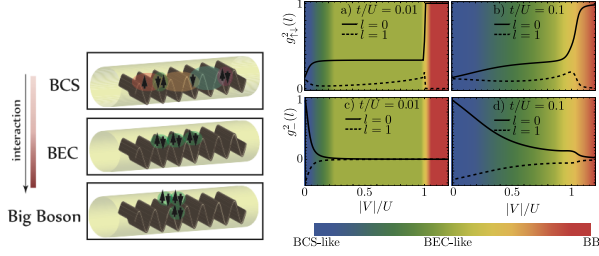 interaction
BCS
BEC
Big Boson
g²↑↓(l)
1
0
a) t/U = 0.01
l = 0
l = 1
b) t/U = 0.1
l = 0
l = 1
g²₋(l)
1
0
c) t/U = 0.01
l = 0
l = 1
d) t/U = 0.1
l = 0
l = 1
0 0.5 1
0 0.5 1
|V|/U |V|/U
BCS-like BEC-like BB